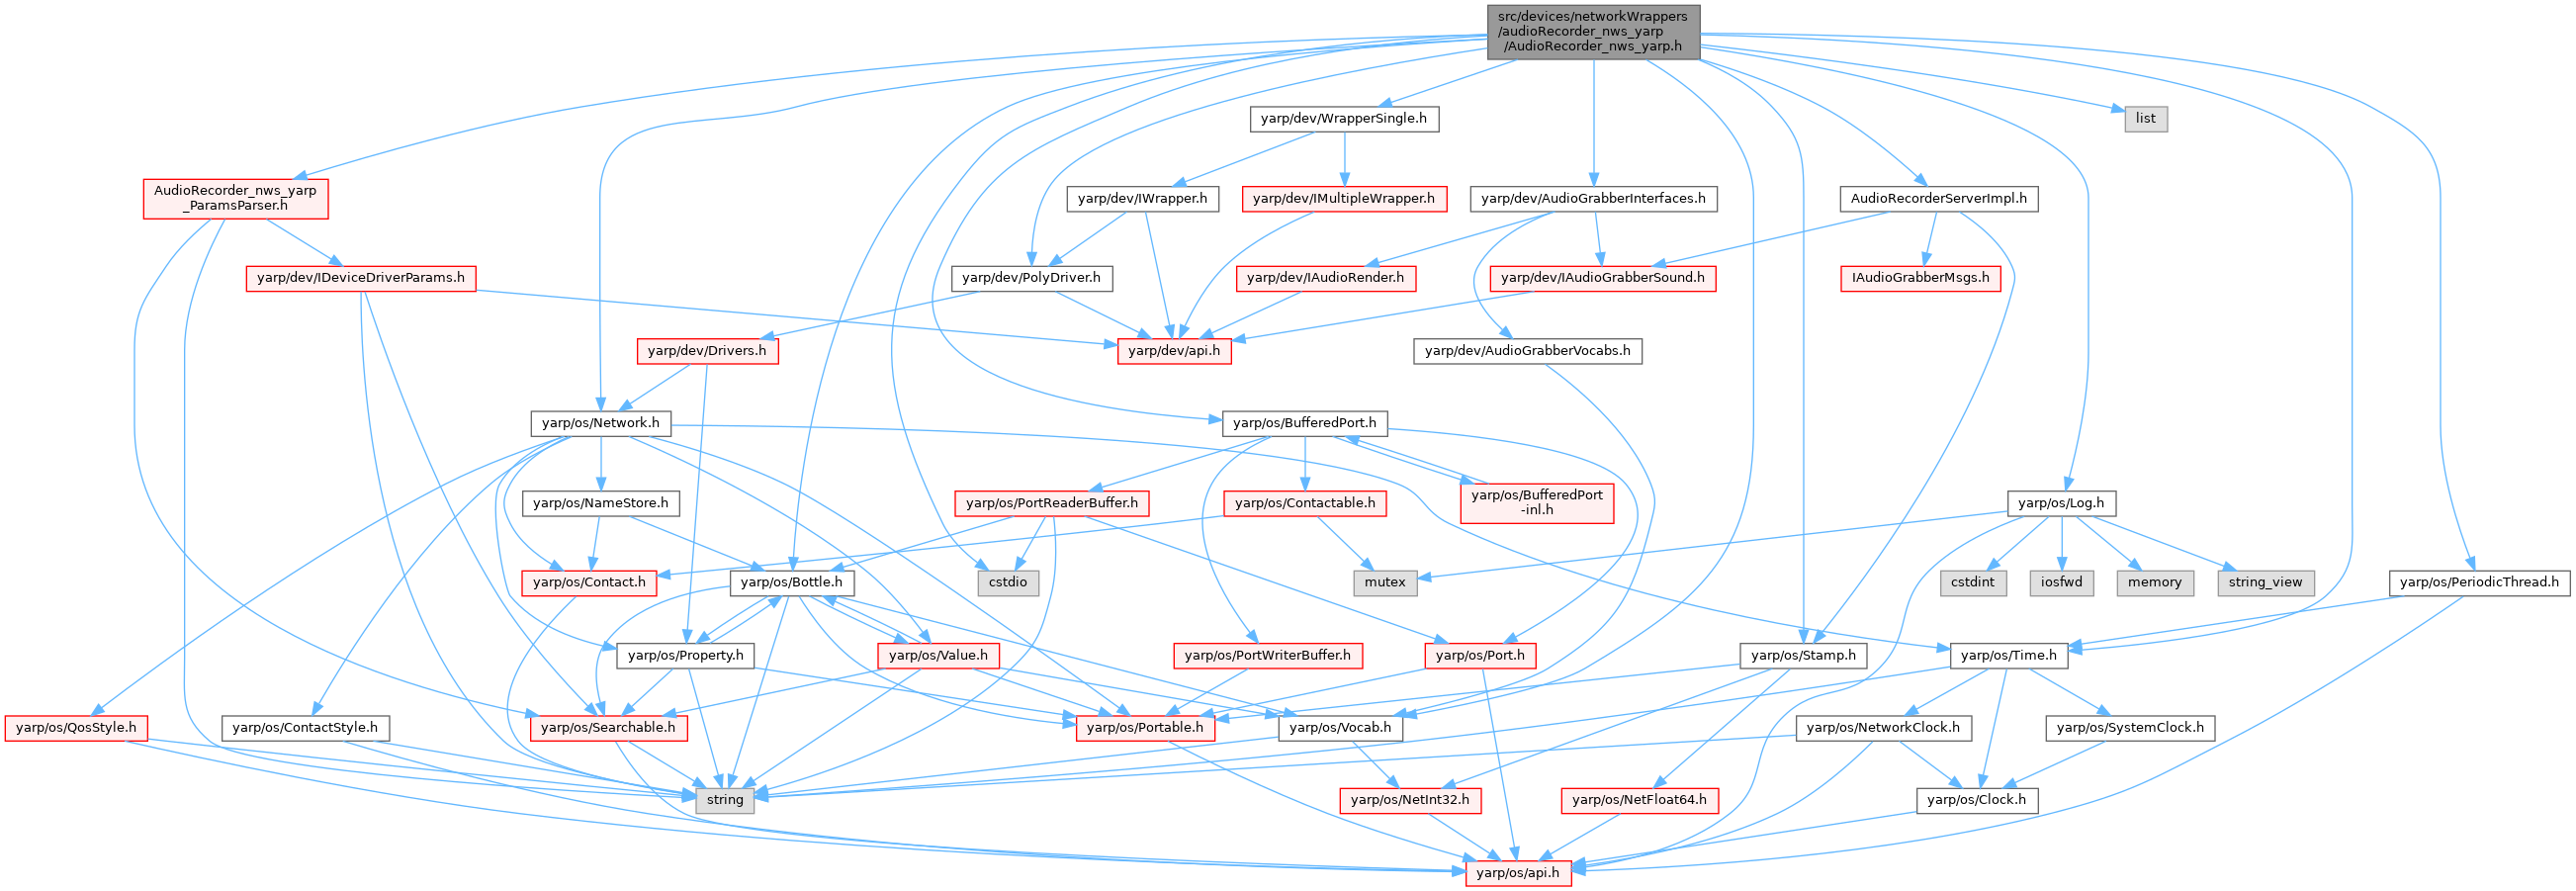 src/devices/networkWrappers
/audioRecorder_nws_yarp
/AudioRecorder_nws_yarp.h
yarp/dev/WrapperSingle.h
list
AudioRecorder_nws_yarp
_ParamsParser.h
yarp/dev/IWrapper.h
yarp/dev/IMultipleWrapper.h
yarp/dev/AudioGrabberInterfaces.h
AudioRecorderServerImpl.h
yarp/dev/IDeviceDriverParams.h
yarp/dev/PolyDriver.h
yarp/dev/IAudioRender.h
yarp/dev/IAudioGrabberSound.h
IAudioGrabberMsgs.h
yarp/dev/Drivers.h
yarp/dev/api.h
yarp/dev/AudioGrabberVocabs.h
yarp/os/Network.h
yarp/os/BufferedPort.h
yarp/os/NameStore.h
yarp/os/PortReaderBuffer.h
yarp/os/Contactable.h
yarp/os/BufferedPort
-inl.h
yarp/os/Log.h
yarp/os/Contact.h
yarp/os/Bottle.h
cstdio
mutex
cstdint
iosfwd
memory
string_view
yarp/os/PeriodicThread.h
yarp/os/Property.h
yarp/os/Value.h
yarp/os/PortWriterBuffer.h
yarp/os/Port.h
yarp/os/Stamp.h
yarp/os/Time.h
yarp/os/QosStyle.h
yarp/os/ContactStyle.h
yarp/os/Searchable.h
yarp/os/Portable.h
yarp/os/Vocab.h
yarp/os/NetworkClock.h
yarp/os/SystemClock.h
string
yarp/os/NetInt32.h
yarp/os/NetFloat64.h
yarp/os/Clock.h
yarp/os/api.h